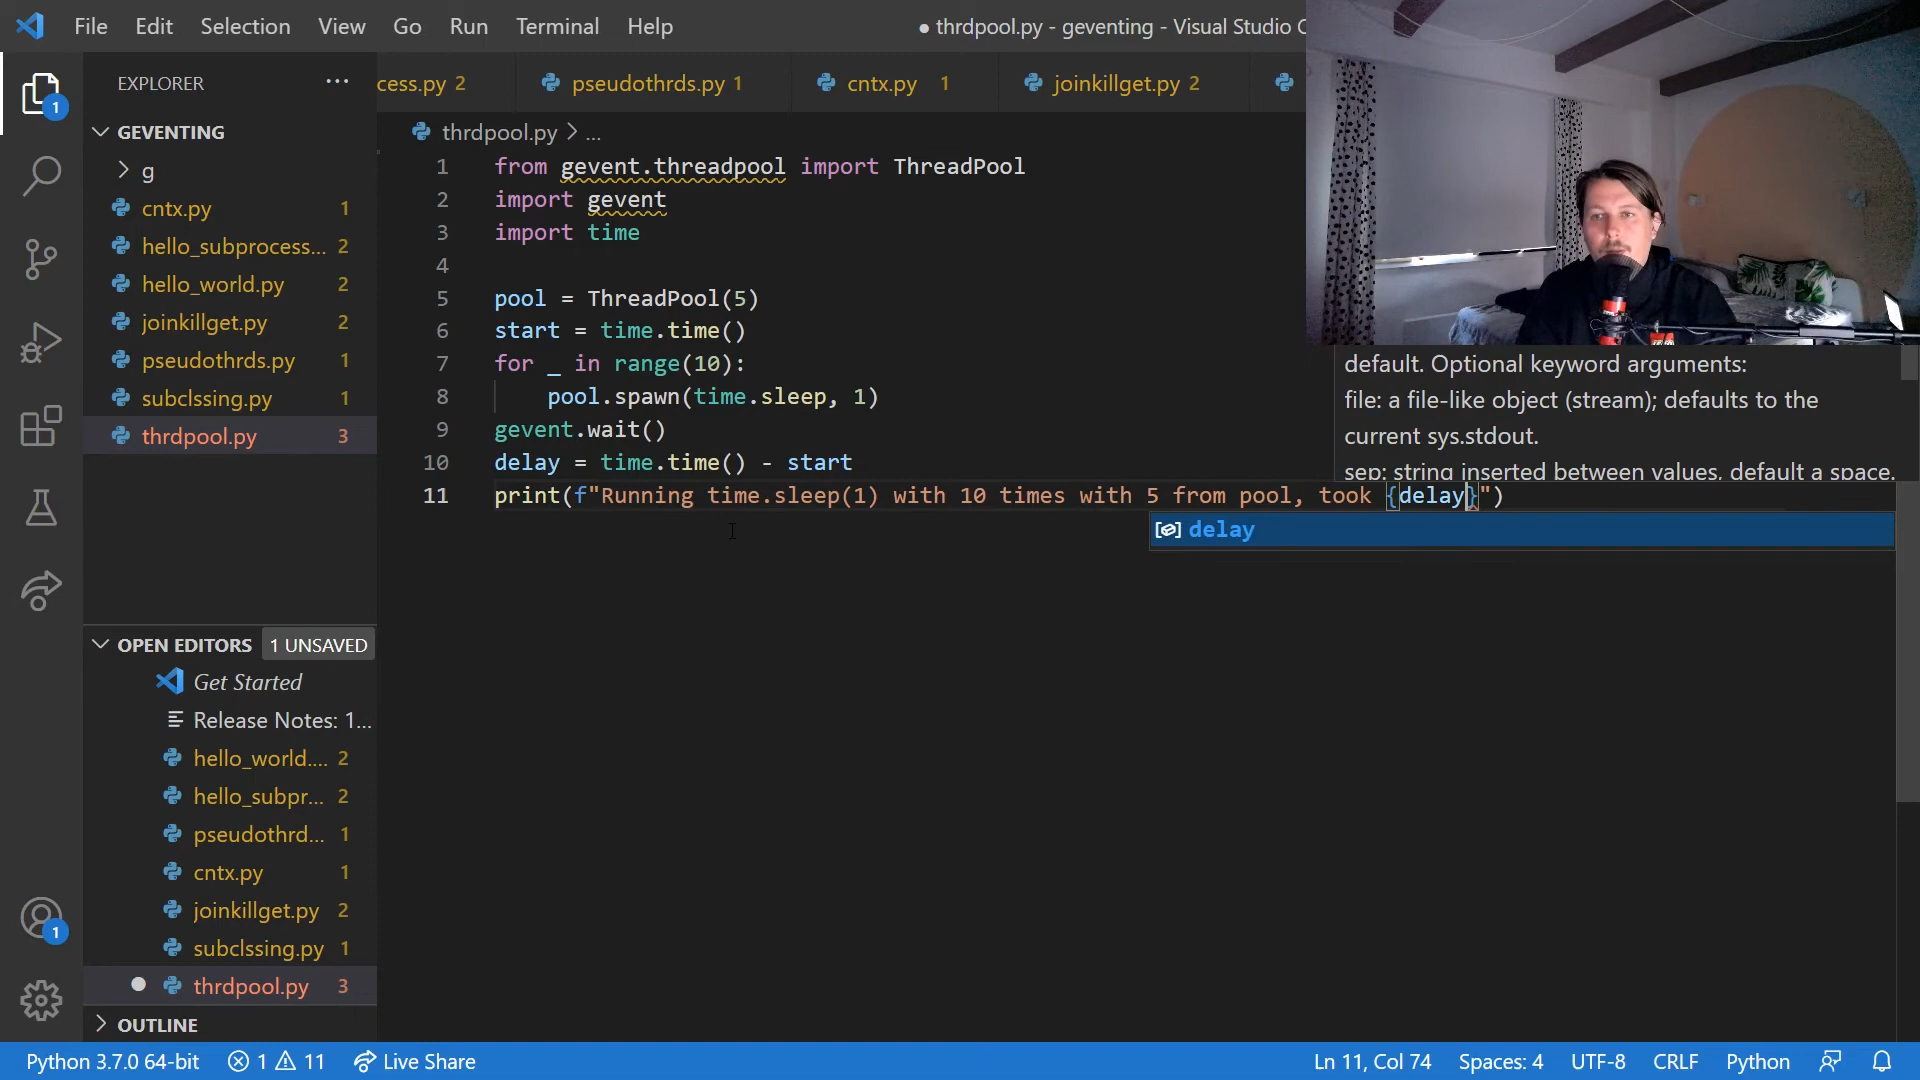 File Edit Selection View Go Run Terminal Help
● thrdpool.py - geventing - Visual Studio C
EXPLORER
GEVENTING
g
cntx.py 1
hello_subprocess... 2
hello_world.py 2
joinkillget.py 2
pseudothrds.py 1
subclssing.py 1
thrdpool.py 3
OPEN EDITORS 1 UNSAVED
Get Started
Release Notes: 1...
hello_world.... 2
hello_subpr... 2
pseudothrd... 1
cntx.py 1
joinkillget.py 2
subclssing.py 1
thrdpool.py 3
OUTLINE
cess.py 2 pseudothrds.py 1 cntx.py 1 joinkillget.py 2
thrdpool.py > ...
1 from gevent.threadpool import ThreadPool
2 import gevent
3 import time
4
5 pool = ThreadPool(5)
6 start = time.time()
7 for _ in range(10):
8 pool.spawn(time.sleep, 1)
9 gevent.wait()
10 delay = time.time() - start
11 print(f"Running time.sleep(1) with 10 times with 5 from pool, took {delay}")
default. Optional keyword arguments:
file: a file-like object (stream); defaults to the
current sys.stdout.
sep: string inserted between values, default a space.
delay
1
1
Python 3.7.0 64-bit 1 11 Live Share
Ln 11, Col 74 Spaces: 4 UTF-8 CRLF Python